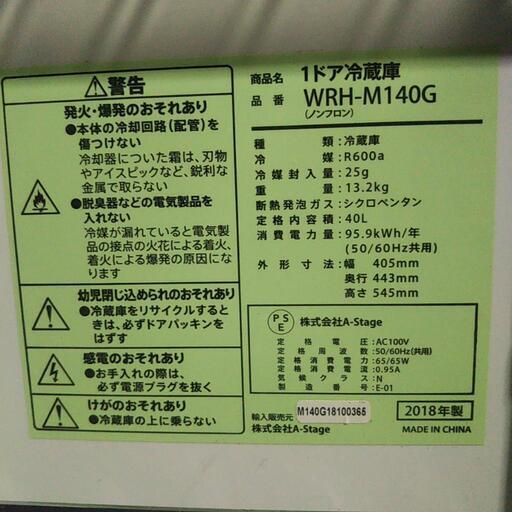 警告
発火・爆発のおそれあり
●本体の冷却回路(配管)を
傷つけない
冷却器についた霜は、刃物
やアイスピックなど、鋭利な
金属で取らない
●脱臭器などの電気製品を
入れない
冷媒が漏れていると電気製
品の接点の火花による着火、
着火による爆発の原因にな
ります
幼児閉じ込められのおそれあり
●冷蔵庫をリサイクルすると
きは、必ずドアパッキンを
はずす
感電のおそれあり
●お手入れの際は、
必ず電源プラグを抜く
けがのおそれあり
●冷蔵庫の上に乗らない
商品名 1ドア冷蔵庫
品番 WRH-M140G
(ノンフロン)
種類:冷蔵庫
冷媒:R600a
冷媒封入量:25g
質量:13.2kg
断熱発泡ガス:シクロペンタン
定格内容積:40L
消費電力量:95.9kWh/年
(50/60Hz共用)
外形寸法:幅 405mm
奥行 443mm
高さ 545mm
PSE 株式会社A-Stage
定格電圧:AC100V
定格周波数:50/60Hz(共用)
定格消費電力:65/65W
定格消費電流:0.95A
気候クラス:N
製造番号:E-01
M140G18100365
輸入販売元
株式会社A-Stage
2018年製
MADE IN CHINA